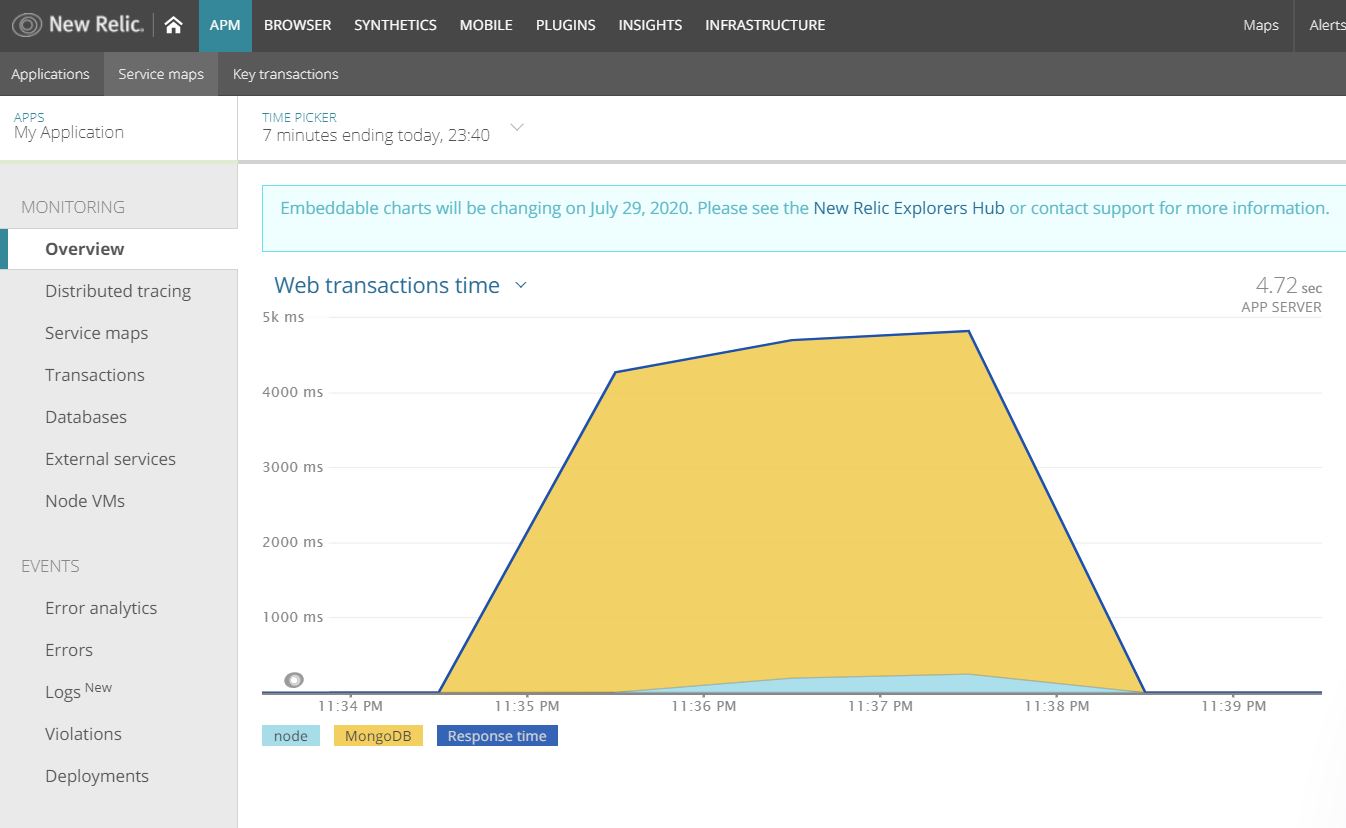 New Relic. APM BROWSER SYNTHETICS MOBILE PLUGINS INSIGHTS INFRASTRUCTURE Maps Alerts
Applications Service maps Key transactions
APPS
My Application
TIME PICKER
7 minutes ending today, 23:40
MONITORING
Overview
Distributed tracing
Service maps
Transactions
Databases
External services
Node VMs
EVENTS
Error analytics
Errors
Logs New
Violations
Deployments
Embeddable charts will be changing on July 29, 2020. Please see the New Relic Explorers Hub or contact support for more information.
Web transactions time
4.72 sec
APP SERVER
5k ms
4000 ms
3000 ms
2000 ms
1000 ms
11:34 PM 11:35 PM 11:36 PM 11:37 PM 11:38 PM 11:39 PM
node MongoDB Response time